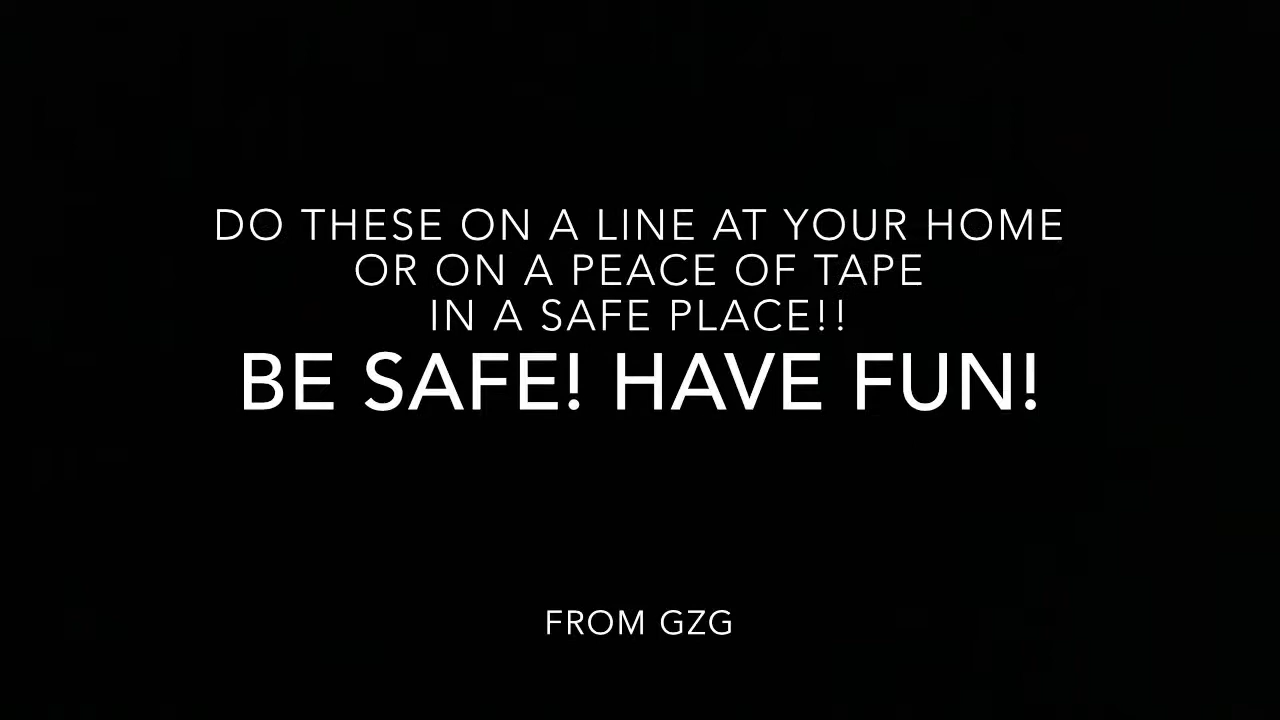 DO THESE ON A LINE AT YOUR HOME
OR ON A PEACE OF TAPE
IN A SAFE PLACE!!
BE SAFE! HAVE FUN!
FROM GZG